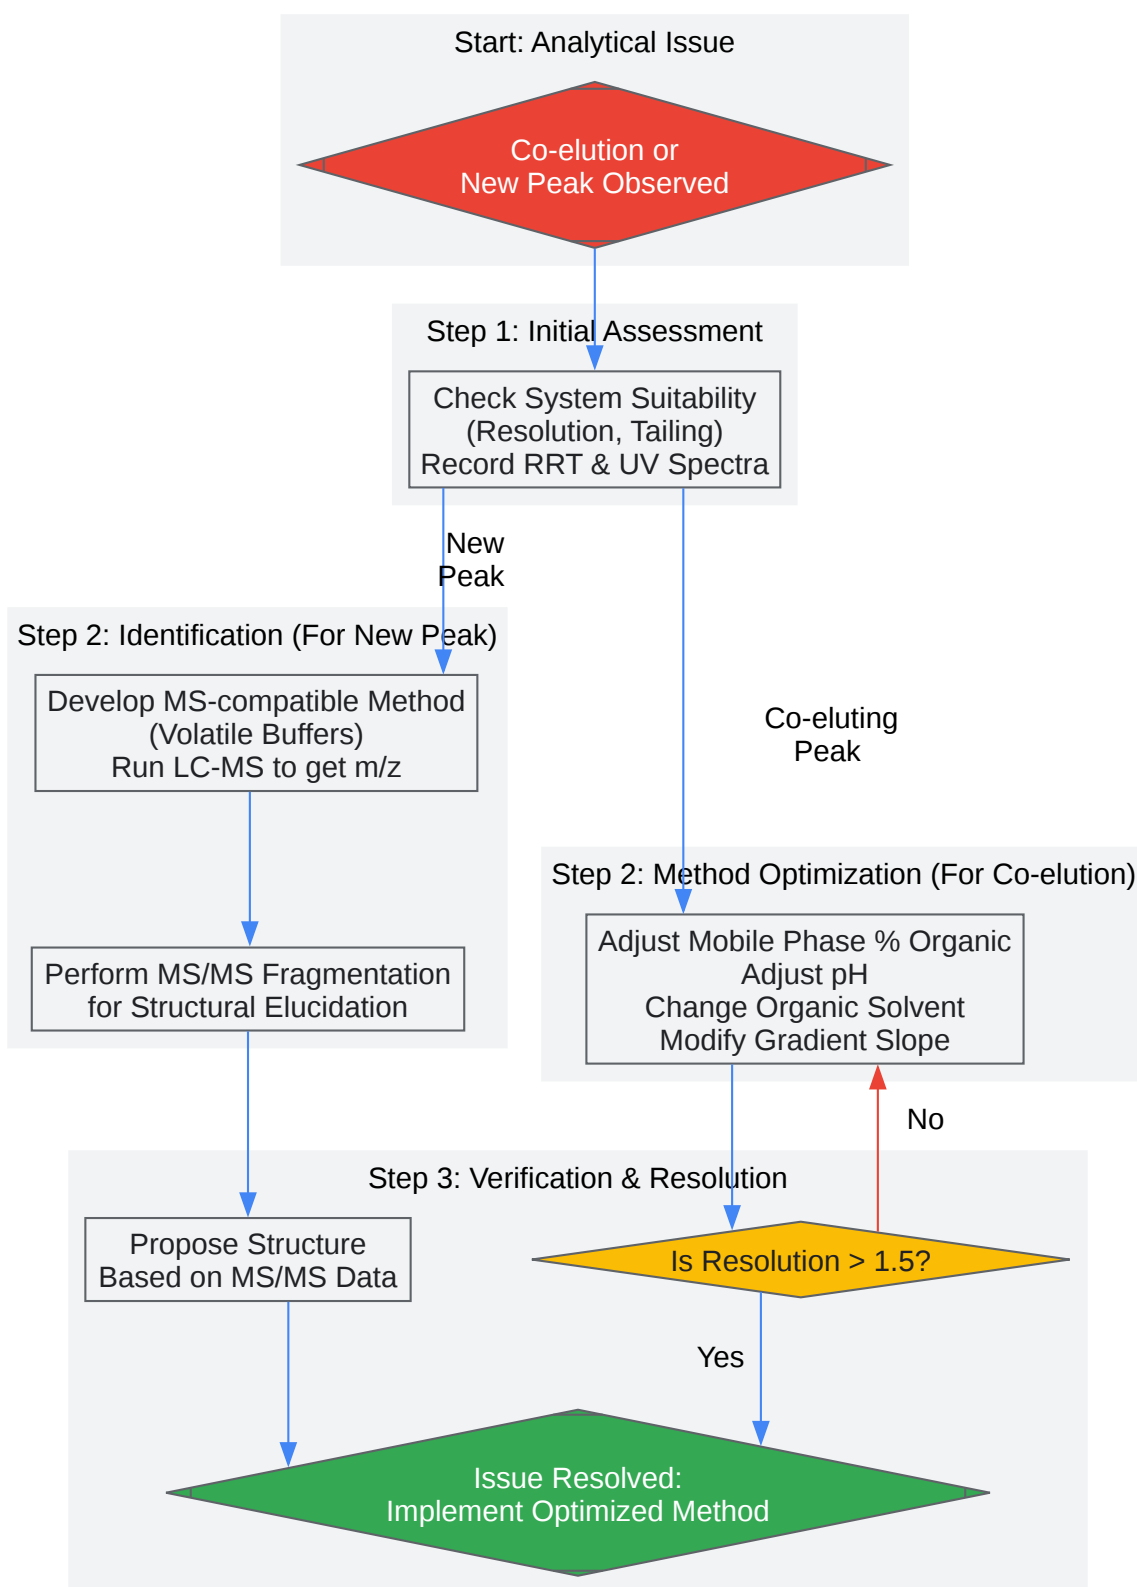 Start: Analytical Issue
Co-elution or
New Peak Observed
Step 1: Initial Assessment
Check System Suitability
(Resolution, Tailing)
Record RRT & UV Spectra
New
Peak
Step 2: Identification (For New Peak)
Develop MS-compatible Method
(Volatile Buffers)
Run LC-MS to get m/z
Co-eluting
Peak
Step 2: Method Optimization (For Co-elution)
Adjust Mobile Phase % Organic
Adjust pH
Change Organic Solvent
Modify Gradient Slope
Perform MS/MS Fragmentation
for Structural Elucidation
No
Step 3: Verification & Resolution
Propose Structure
Based on MS/MS Data
Is Resolution > 1.5?
Yes
Issue Resolved:
Implement Optimized Method